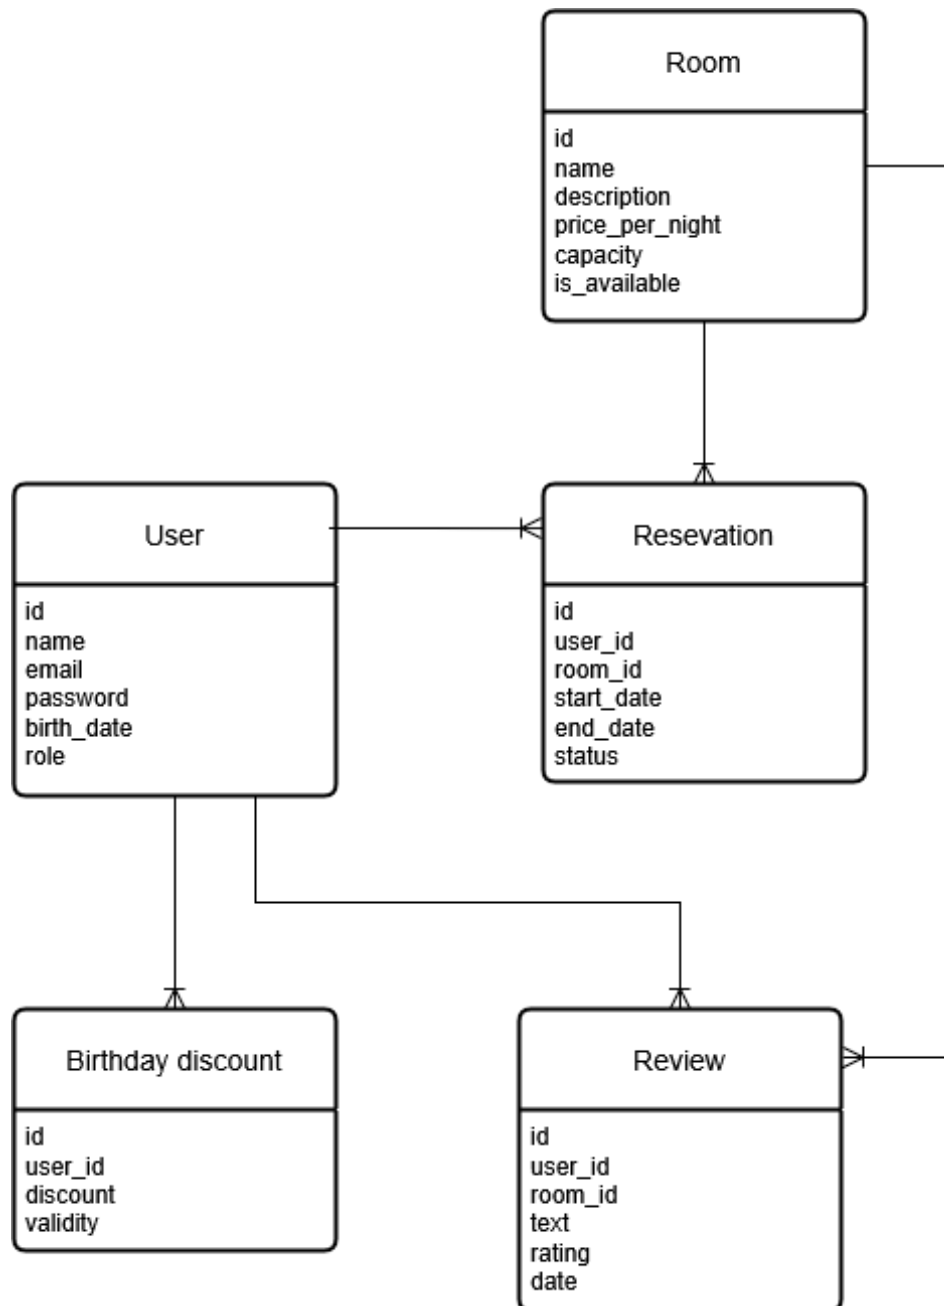 Room
id
name
description
price_per_night
capacity
is_available
User
id
name
email
password
birth_date
role
Resevation
id
user_id
room_id
start_date
end_date
status
Birthday discount
id
user_id
discount
validity
Review
id
user_id
room_id
text
rating
date